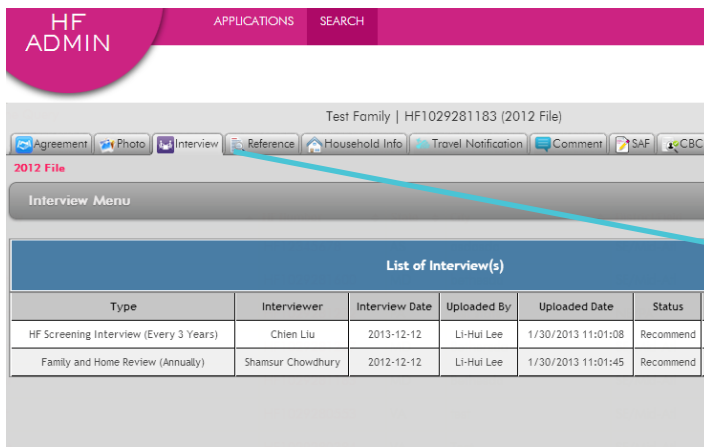 HF
ADMIN
APPLICATIONS SEARCH
Test Family | HF1029281183 (2012 File)
Agreement Photo Interview Reference Household Info Travel Notification Comment SAF CBC
2012 File
Interview Menu
List of Interview(s)
Type Interviewer Interview Date Uploaded By Uploaded Date Status
HF Screening Interview (Every 3 Years) Chien Liu 2013-12-12 Li-Hui Lee 1/30/2013 11:01:08 Recommend
Family and Home Review (Annually) Shamsur Chowdhury 2012-12-12 Li-Hui Lee 1/30/2013 11:01:45 Recommend